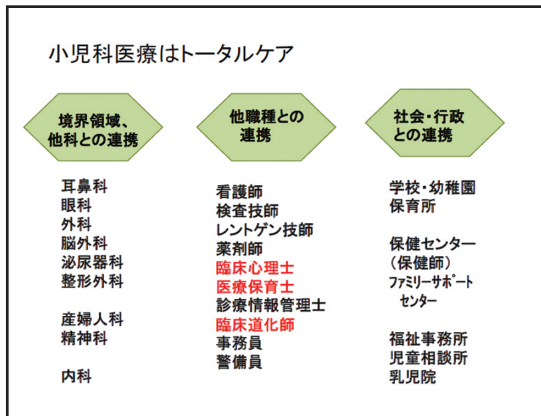 小児科医療はトータルケア
境界領域、
他科との連携
耳鼻科
眼科
外科
脳外科
泌尿器科
整形外科
産婦人科
精神科
内科
他職種との
連携
看護師
検査技師
レントゲン技師
薬剤師
臨床心理士
医療保育士
診療情報管理士
臨床道化師
事務員
警備員
社会・行政
との連携
学校・幼稚園
保育所
保健センター
（保健師）
ﾌｧﾐﾘｰｻﾎﾟｰﾄ
ｾﾝﾀｰ
福祉事務所
児童相談所
乳児院